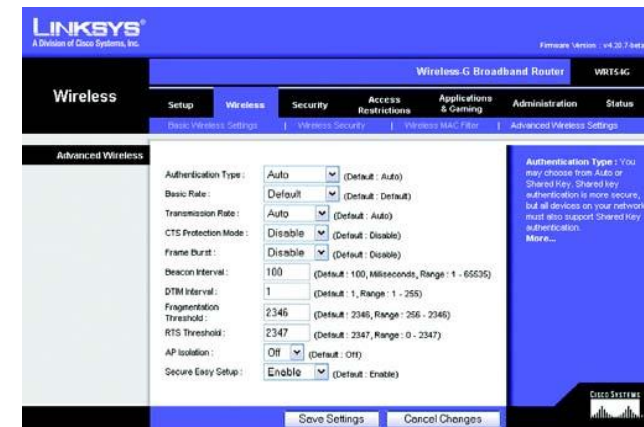 LINKSYS®
A Division of Cisco Systems, Inc.
Firmware Version : v4.20.7-beta
Wireless-G Broadband Router WRT54G
Wireless
Setup Wireless Security Access Restrictions Applications & Gaming Administration Status
Basic Wireless Settings | Wireless Security | Wireless MAC Filter | Advanced Wireless Settings
Advanced Wireless
Authentication Type : Auto (Default : Auto)
Basic Rate : Default (Default : Default)
Transmission Rate : Auto (Default : Auto)
CTS Protection Mode : Disable (Default : Disable)
Frame Burst : Disable (Default : Disable)
Beacon Interval : 100 (Default : 100, Milliseconds, Range : 1 - 65535)
DTIM Interval : 1 (Default : 1, Range : 1 - 255)
Fragmentation Threshold : 2346 (Default : 2346, Range : 256 - 2346)
RTS Threshold : 2347 (Default : 2347, Range : 0 - 2347)
AP Isolation : Off (Default : Off)
Secure Easy Setup : Enable (Default : Enable)
Authentication Type : You
may choose from Auto or
Shared Key. Shared key
authentication is more secure,
but all devices on your network
must also support Shared Key
authentication.
More...
Save Settings Cancel Changes
CISCO SYSTEMS